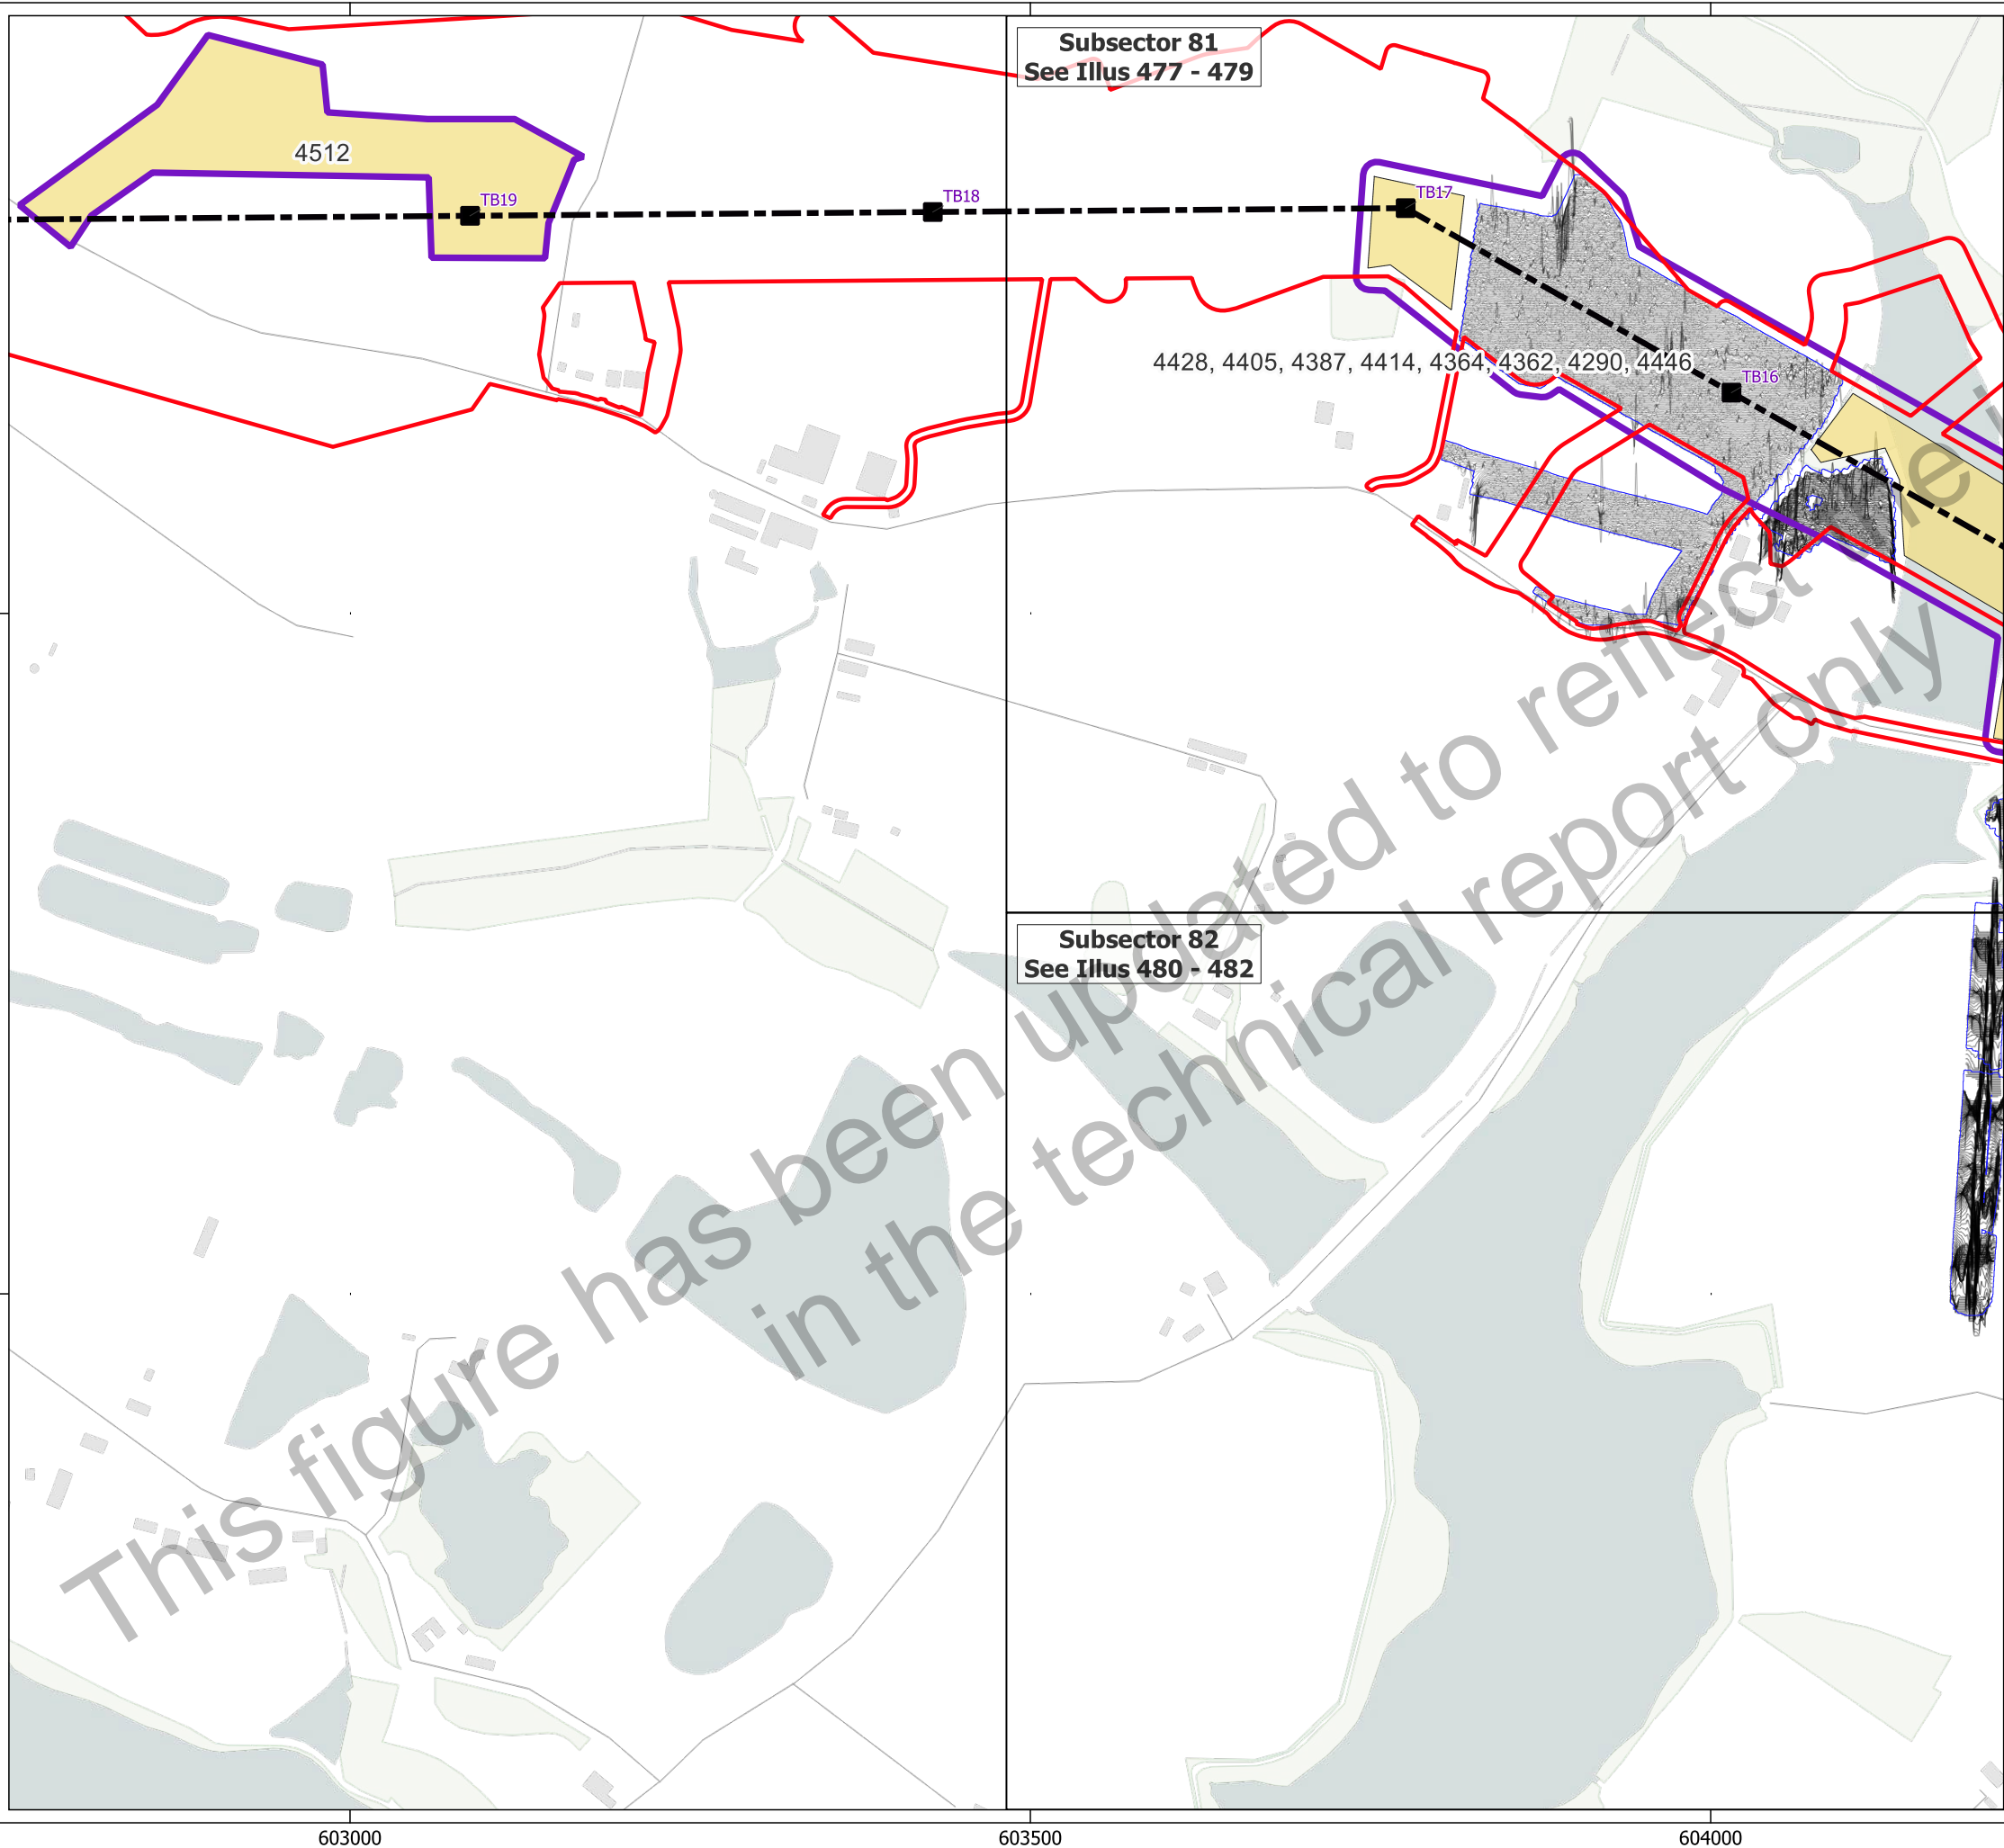 Subsector 81
See Illus 477 - 479
4512
TB19
TB18
TB17
4428, 4405, 4387, 4414, 4364, 4362, 4290, 4446
TB16
Subsector 82
See Illus 480 - 482
This figure has been updated to reflect
in the technical report only
603000
603500
604000